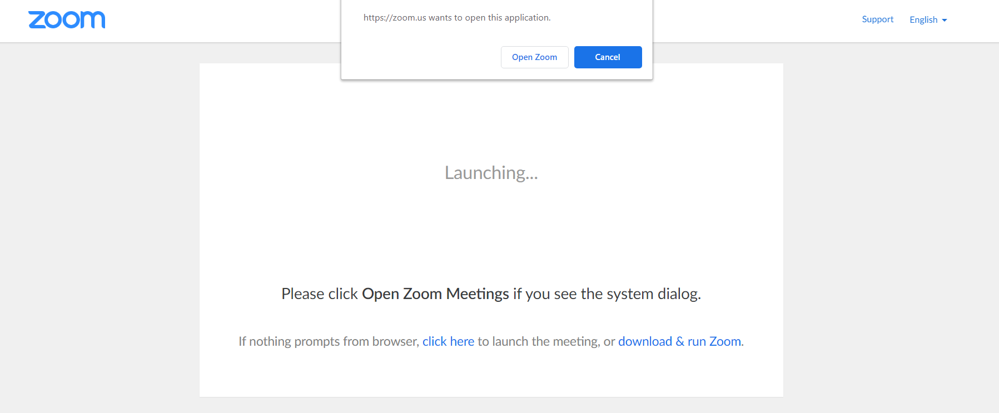 zoom
https://zoom.us wants to open this application.
Support
English
Open Zoom
Cancel
Launching...
Please click Open Zoom Meetings if you see the system dialog.
If nothing prompts from browser, click here to launch the meeting, or download & run Zoom.